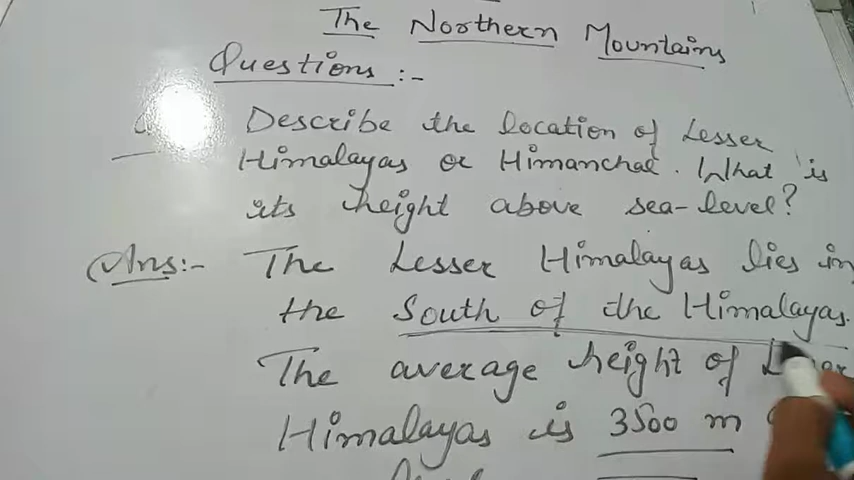 The Northern Mountains
Questions :-
Describe the location of Lesser
Himalayas or Himanchal. What is
its height above sea-level?
Ans:- The Lesser Himalayas lies in
the South of the Himalayas.
The average height of
Himalayas is 3500 m